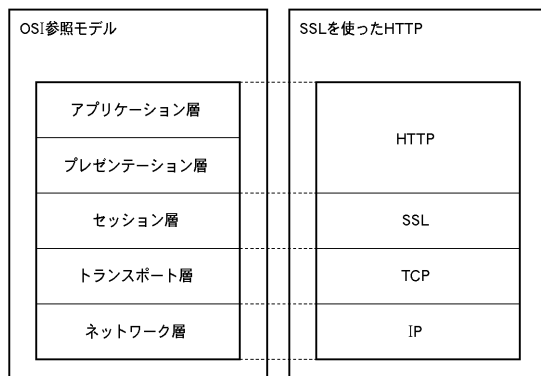 OSI参照モデル
アプリケーション層
プレゼンテーション層
セッション層
トランスポート層
ネットワーク層
SSLを使ったHTTP
HTTP
SSL
TCP
IP